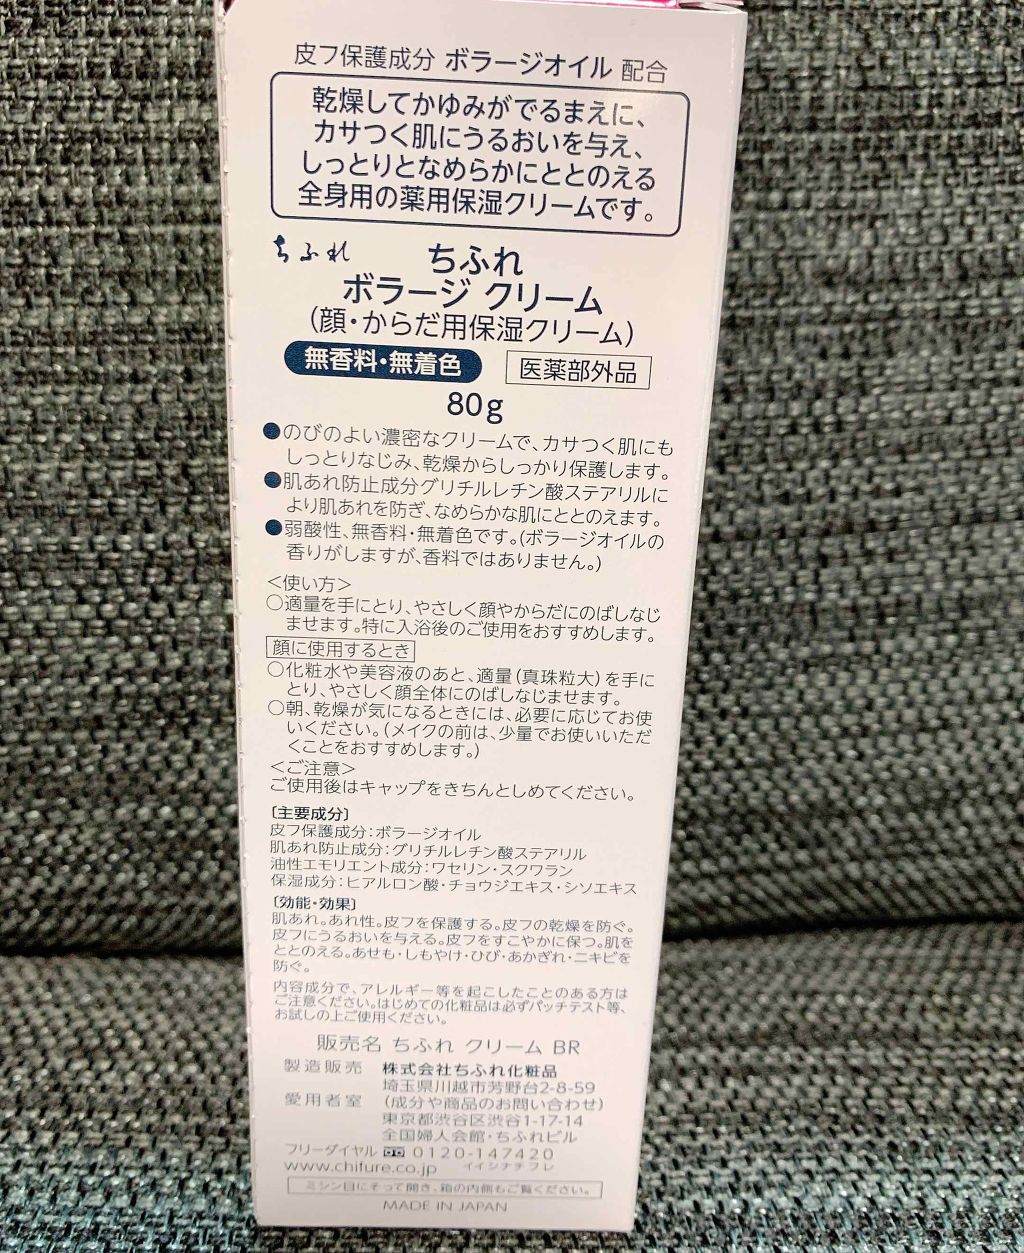 皮フ保護成分 ボラージオイル 配合
乾燥してかゆみがでるまえに、
カサつく肌にうるおいを与え、
しっとりとなめらかにととのえる
全身用の薬用保湿クリームです。
ちふれ ちふれ
ボラージ クリーム
(顔・からだ用保湿クリーム)
無香料・無着色 医薬部外品
80g
●のびのよい濃密なクリームで、カサつく肌にも
しっとりなじみ、乾燥からしっかり保護します。
●肌あれ防止成分グリチルレチン酸ステアリルに
より肌あれを防ぎ、なめらかな肌にととのえます。
●弱酸性、無香料・無着色です。(ボラージオイルの
香りがしますが、香料ではありません。)
<使い方>
○適量を手にとり、やさしく顔やからだにのばしなじ
ませます。特に入浴後のご使用をおすすめします。
顔に使用するとき
○化粧水や美容液のあと、適量(真珠粒大)を手に
とり、やさしく顔全体にのばしなじませます。
○朝、乾燥が気になるときには、必要に応じてお使
いください。(メイクの前は、少量でお使いいただ
くことをおすすめします。)
<ご注意>
ご使用後はキャップをきちんとしめてください。
〔主要成分〕
皮フ保護成分:ボラージオイル
肌あれ防止成分:グリチルレチン酸ステアリル
油性エモリエント成分:ワセリン・スクワラン
保湿成分:ヒアルロン酸・チョウジエキス・シソエキス
〔効能・効果〕
肌あれ。あれ性。皮フを保護する。皮フの乾燥を防ぐ。
皮フにうるおいを与える。皮フをすこやかに保つ。肌を
ととのえる。あせも・しもやけ・ひび・あかぎれ・ニキビを
防ぐ。
内容成分で、アレルギー等を起こしたことのある方は
ご注意ください。はじめての化粧品は必ずパッチテスト等、
お試しの上ご使用ください。
販売名 ちふれ クリーム BR
製造販売 株式会社ちふれ化粧品
埼玉県川越市芳野台2-8-59
愛用者室 (成分や商品のお問い合わせ)
東京都渋谷区渋谷1-17-14
全国婦人会館・ちふれビル
フリーダイヤル 0120-147420
www.chifure.co.jp イイシナチフレ
ミシン目にそって開き、箱の内側もご覧ください。
MADE IN JAPAN